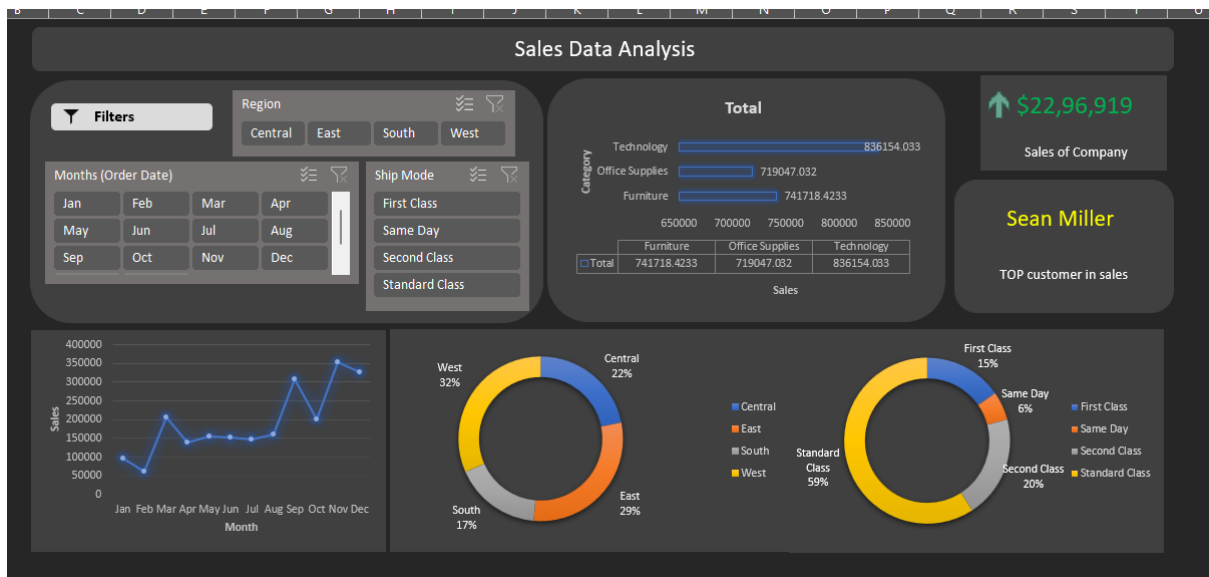 B C D E F G H I J K L M N O P Q R S T U
Sales Data Analysis
Filters
Region
Central East South West
Months (Order Date)
Jan Feb Mar Apr
May Jun Jul Aug
Sep Oct Nov Dec
Ship Mode
First Class
Same Day
Second Class
Standard Class
Total
Category
Technology 836154.033
Office Supplies 719047.032
Furniture 741718.4233
650000 700000 750000 800000 850000
Furniture Office Supplies Technology
Total 741718.4233 719047.032 836154.033
Sales
$22,96,919
Sales of Company
Sean Miller
TOP customer in sales
Sales
400000
350000
300000
250000
200000
150000
100000
50000
0
Jan Feb Mar Apr May Jun Jul Aug Sep Oct Nov Dec
Month
Central
22%
West
32%
East
29%
South
17%
Central
East
South
West
First Class
15%
Same Day
6%
Second Class
20%
Standard
Class
59%
First Class
Same Day
Second Class
Standard Class